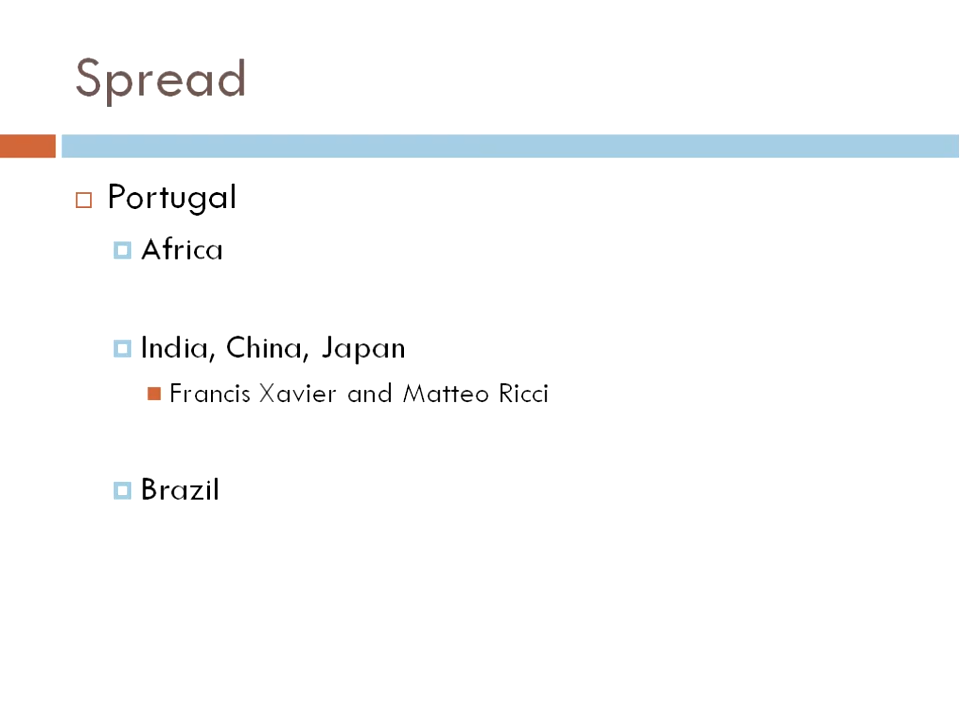 Spread
Portugal
Africa
India, China, Japan
Francis Xavier and Matteo Ricci
Brazil